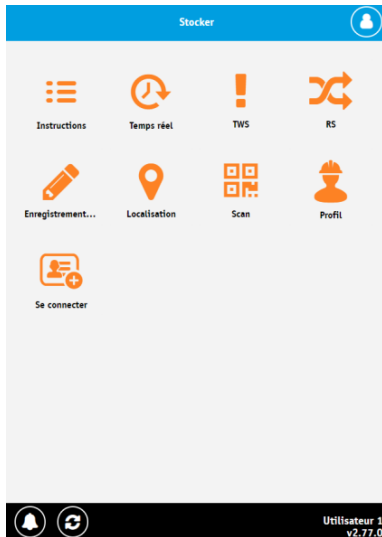 Stocker
Instructions
Temps réel
TWS
RS
Enregistrement...
Localisation
Scan
Profil
Se connecter
Utilisateur 1
v2.77.0